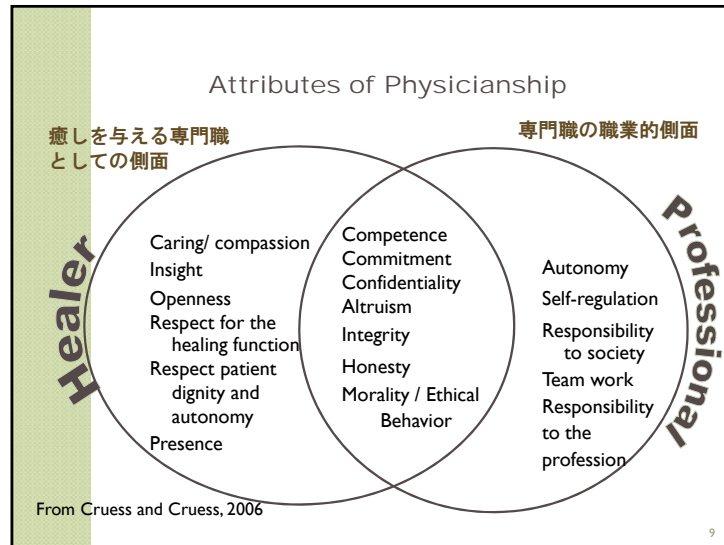 Attributes of Physicianship
癒しを与える専門職
としての側面
専門職の職業的側面
Healer
Caring/ compassion
Insight
Openness
Respect for the
healing function
Respect patient
dignity and
autonomy
Presence
Competence
Commitment
Confidentiality
Altruism
Integrity
Honesty
Morality / Ethical
Behavior
Autonomy
Self-regulation
Responsibility
to society
Team work
Responsibility
to the
profession
Professional
From Cruess and Cruess, 2006
9